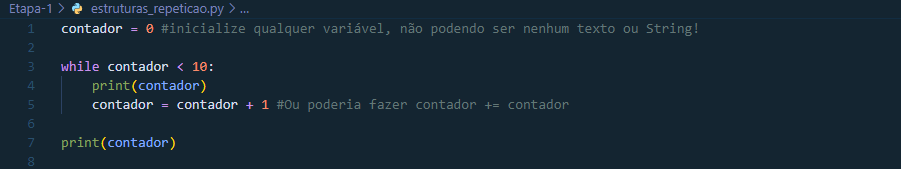 Etapa-1 > estruturas_repeticao.py > ...
1 contador = 0 #inicialize qualquer variável, não podendo ser nenhum texto ou String!
2
3 while contador < 10:
4     print(contador)
5     contador = contador + 1 #Ou poderia fazer contador += contador
6
7 print(contador)
8